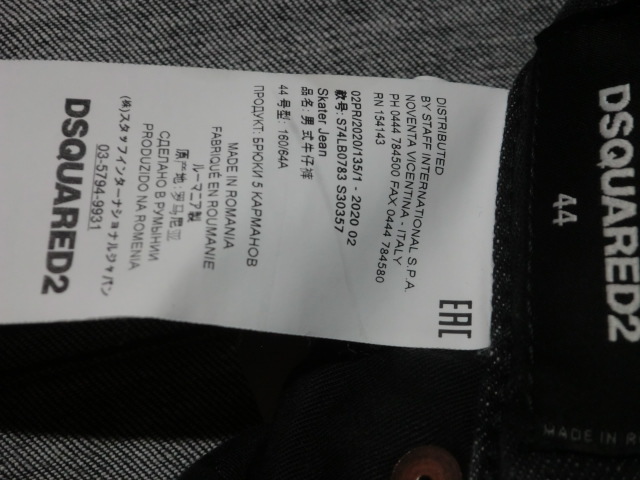 DISTRIBUTED
BY STAFF INTERNATIONAL S.P.A.
NOVENTA VICENTINA - ITALY
PH 0444 784500 FAX 0444 784580
RN 154143
02PR/2020/135/1 - 2020 02
款号: S74LB0783 S30357
Skater Jean
品名: 男式牛仔裤
44 号型: 160/64A
ПРОДУКТ: БРЮКИ 5 КАРМАНОВ
MADE IN ROMANIA
FABRIQUÉ EN ROUMANIE
ルーマニア製
原产地: 罗马尼亚
СДЕЛАНО В РУМЫНИИ
PRODUZIDO NA ROMENIA
(株)スタッフインターナショナルジャパン
03-5794-9931
DSQUARED2
EAC
DSQUARED2
44
MADE IN